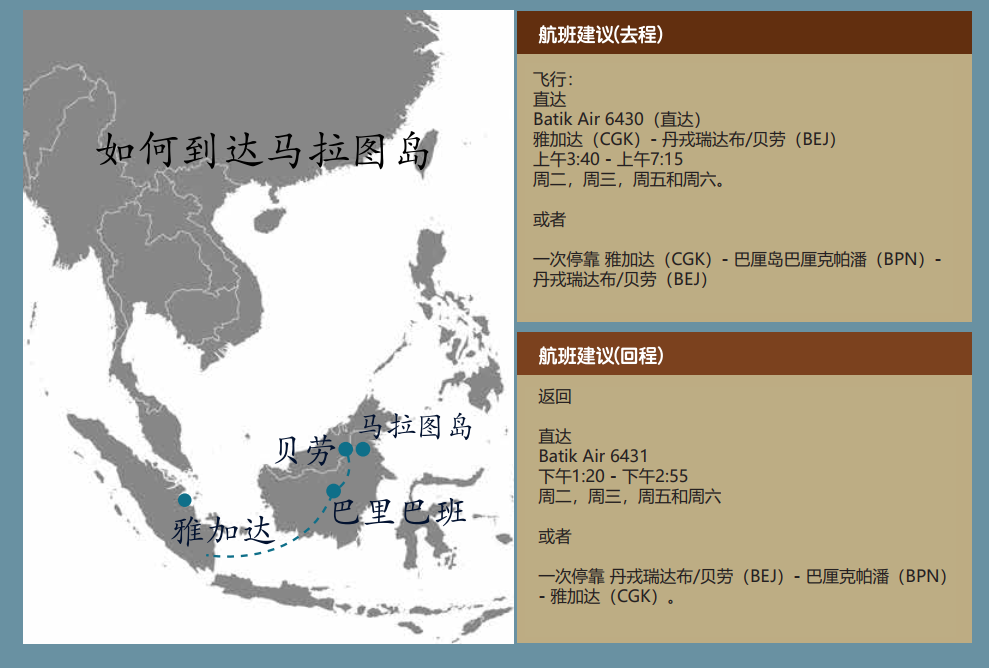 如何到达马拉图岛
马拉图岛
贝劳
巴里巴班
雅加达
航班建议(去程)
飞行：
直达
Batik Air 6430（直达）
雅加达（CGK）- 丹戎瑞达布/贝劳（BEJ）
上午3:40 - 上午7:15
周二，周三，周五和周六。
或者
一次停靠 雅加达（CGK）- 巴厘岛巴厘克帕潘（BPN）-
丹戎瑞达布/贝劳（BEJ）
航班建议(回程)
返回
直达
Batik Air 6431
下午1:20 - 下午2:55
周二，周三，周五和周六
或者
一次停靠 丹戎瑞达布/贝劳（BEJ）- 巴厘克帕潘（BPN）
- 雅加达（CGK）。